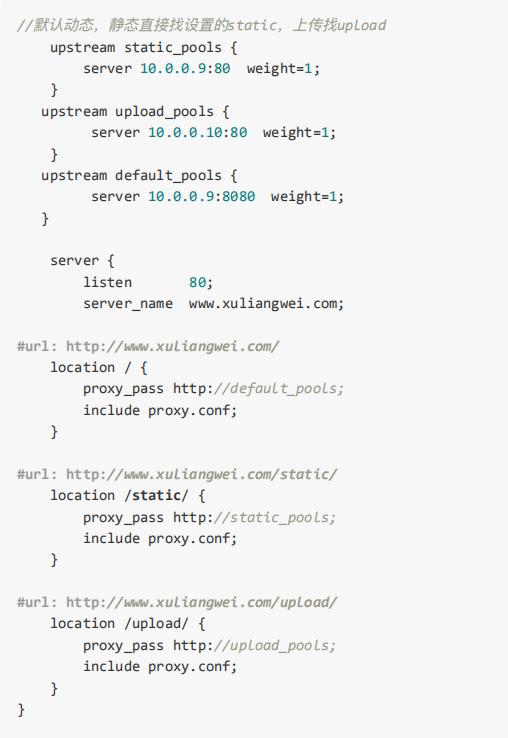 //默认动态，静态直接找设置的static，上传找upload
    upstream static_pools {
        server 10.0.0.9:80  weight=1;
    }
   upstream upload_pools {
         server 10.0.0.10:80  weight=1;
    }
   upstream default_pools {
         server 10.0.0.9:8080  weight=1;
   }

    server {
        listen       80;
        server_name  www.xuliangwei.com;

#url: http://www.xuliangwei.com/
    location / {
        proxy_pass http://default_pools;
        include proxy.conf;
    }

#url: http://www.xuliangwei.com/static/
    location /static/ {
        proxy_pass http://static_pools;
        include proxy.conf;
    }

#url: http://www.xuliangwei.com/upload/
    location /upload/ {
        proxy_pass http://upload_pools;
        include proxy.conf;
    }
}